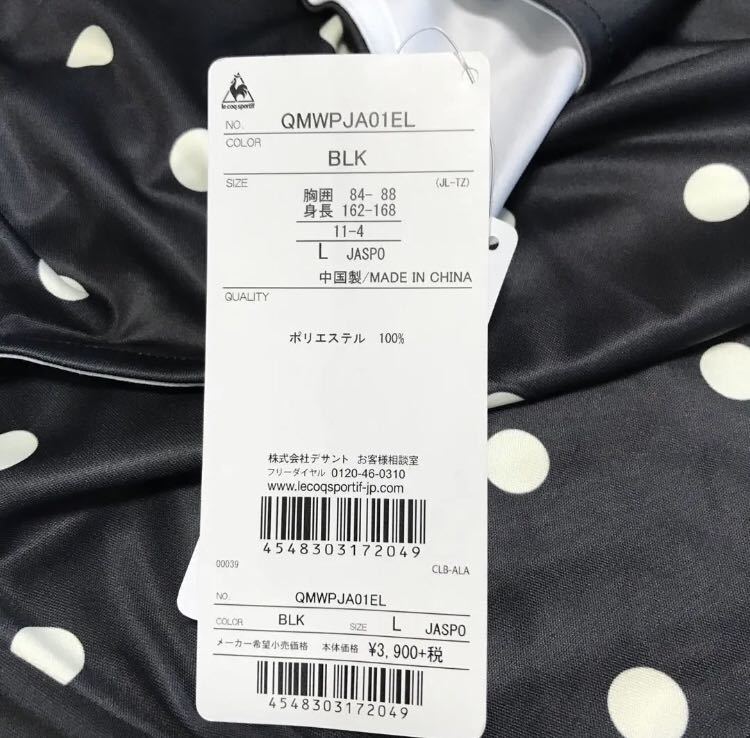 le coq sportif
NO. QMWPJA01EL
COLOR
BLK
SIZE (JL-TZ)
胸囲 84- 88
身長 162-168
11-4
L JASPO
中国製/MADE IN CHINA
QUALITY
ポリエステル 100%
株式会社デサント お客様相談室
フリーダイヤル 0120-46-0310
www.lecoqsportif-jp.com
4548303172049
00039 CLB-ALA
NO. QMWPJA01EL
COLOR BLK SIZE L JASPO
メーカー希望小売価格 本体価格 ¥3,900+税
4548303172049